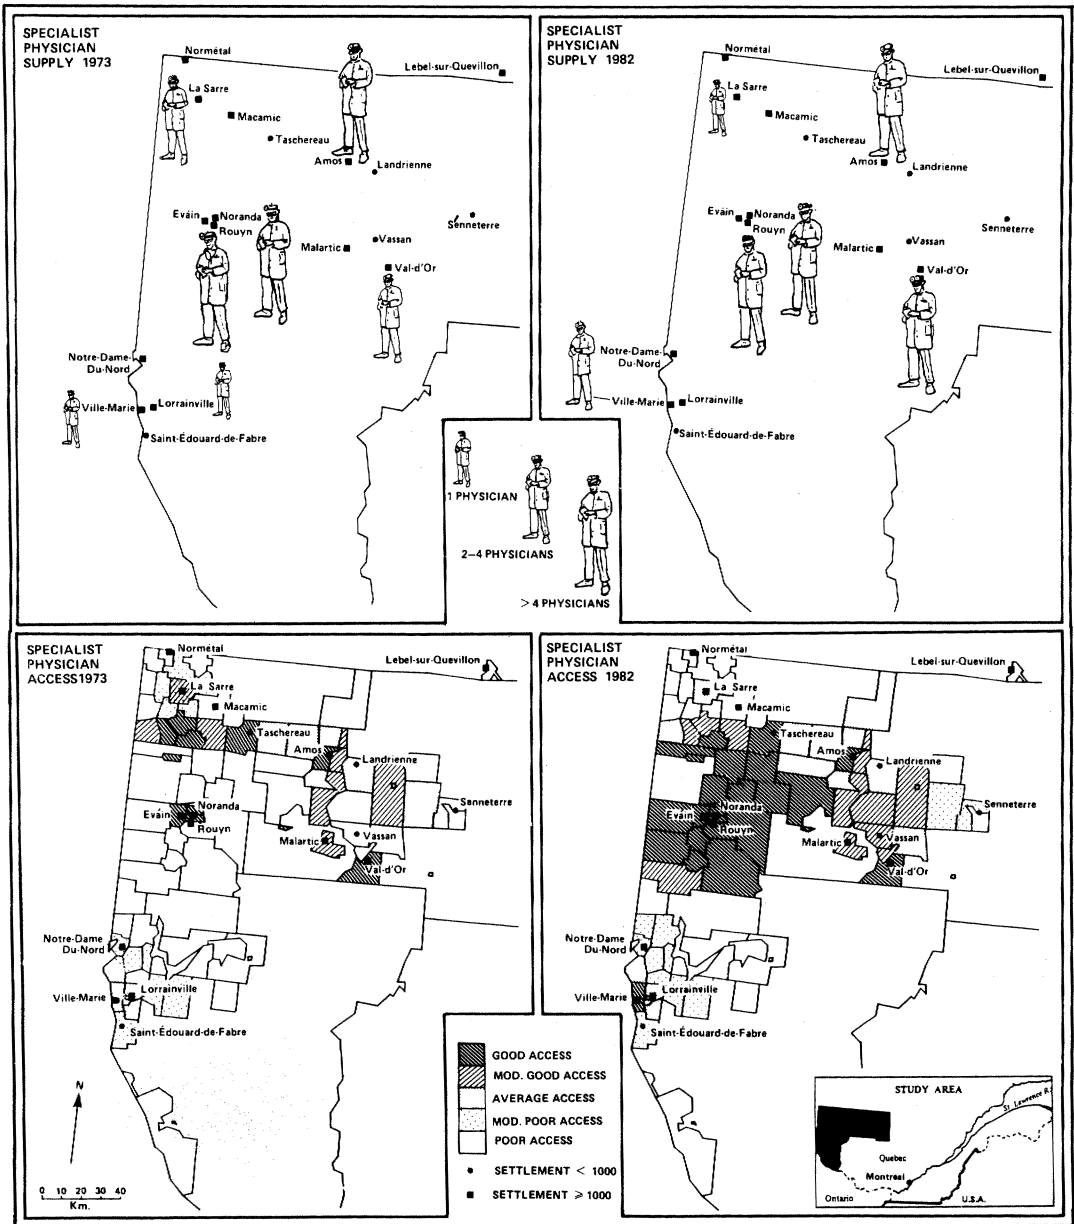 SPECIALIST
PHYSICIAN
SUPPLY 1973
Normétal
Lebel-sur-Quevillon
La Sarre
Macamic
Taschereau
Amos
Landrienne
Eváin
Noranda
Rouyn
Senneterre
Malartic
Vassan
Val-d'Or
Notre-Dame-
Du-Nord
Ville-Marie
Lorrainville
Saint-Édouard-de-Fabre
SPECIALIST
PHYSICIAN
SUPPLY 1982
Normétal
Lebel-sur-Quevillon
La Sarre
Macamic
Taschereau
Amos
Landrienne
Eváin
Noranda
Rouyn
Senneterre
Malartic
Vassan
Val-d'Or
Notre-Dame-
Du-Nord
Ville-Marie
Lorrainville
Saint-Édouard-de-Fabre
1 PHYSICIAN
2–4 PHYSICIANS
> 4 PHYSICIANS
SPECIALIST
PHYSICIAN
ACCESS 1973
Normétal
Lebel-sur-Quevillon
La Sarre
Macamic
Taschereau
Amos
Landrienne
Eváin
Noranda
Rouyn
Senneterre
Malartic
Vassan
Val-d'Or
Notre-Dame
Du-Nord
Ville-Marie
Lorrainville
Saint-Édouard-de-Fabre
N
0 10 20 30 40
Km.
SPECIALIST
PHYSICIAN
ACCESS 1982
Normétal
Lebel-sur-Quevillon
La Sarre
Macamic
Taschereau
Amos
Landrienne
Eváin
Noranda
Rouyn
Senneterre
Malartic
Vassan
Val-d'Or
Notre-Dame
Du-Nord
Ville-Marie
Lorrainville
Saint-Édouard-de-Fabre
GOOD ACCESS
MOD. GOOD ACCESS
AVERAGE ACCESS
MOD. POOR ACCESS
POOR ACCESS
SETTLEMENT < 1000
SETTLEMENT ⩾ 1000
STUDY AREA
St. Lawrence R.
Quebec
Montreal
Ontario
U.S.A.